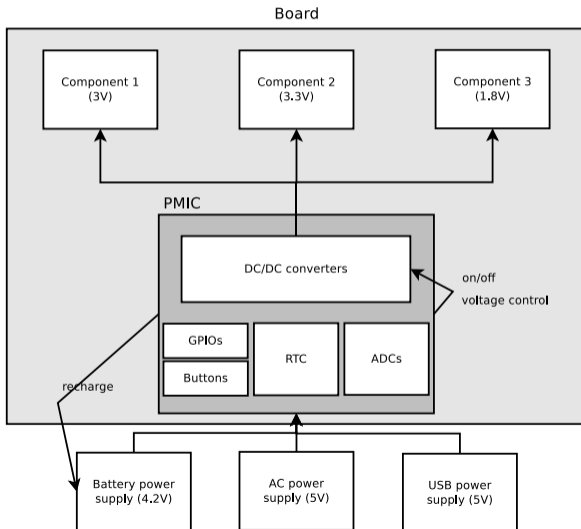 Board
Component 1
(3V)
Component 2
(3.3V)
Component 3
(1.8V)
PMIC
DC/DC converters
on/off
voltage control
GPIOs
Buttons
RTC
ADCs
recharge
Battery power
supply (4.2V)
AC power
supply (5V)
USB power
supply (5V)